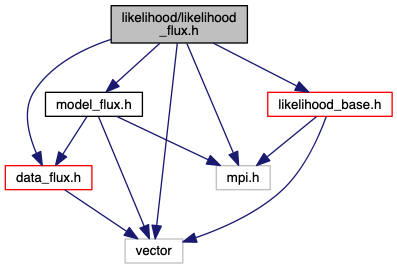 likelihood/likelihood
_flux.h
model_flux.h
likelihood_base.h
data_flux.h
mpi.h
vector